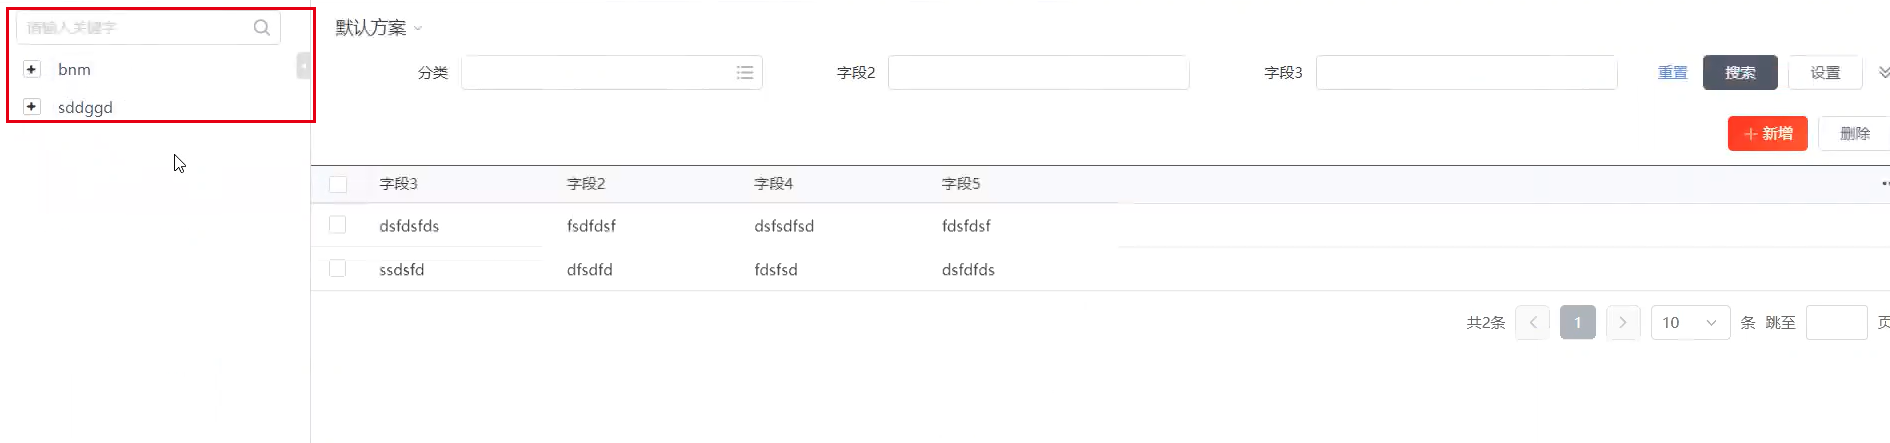 请输入关键字
bnm
sddggd
默认方案
分类 字段2 字段3 重置 搜索 设置
新增 删除
字段3 字段2 字段4 字段5
dsfdsfds fsdfdsf dsfsdfsd fdsfdsf
ssdsfd dfsdfd fdsfsd dsfdfds
共2条 1 10 条 跳至 页